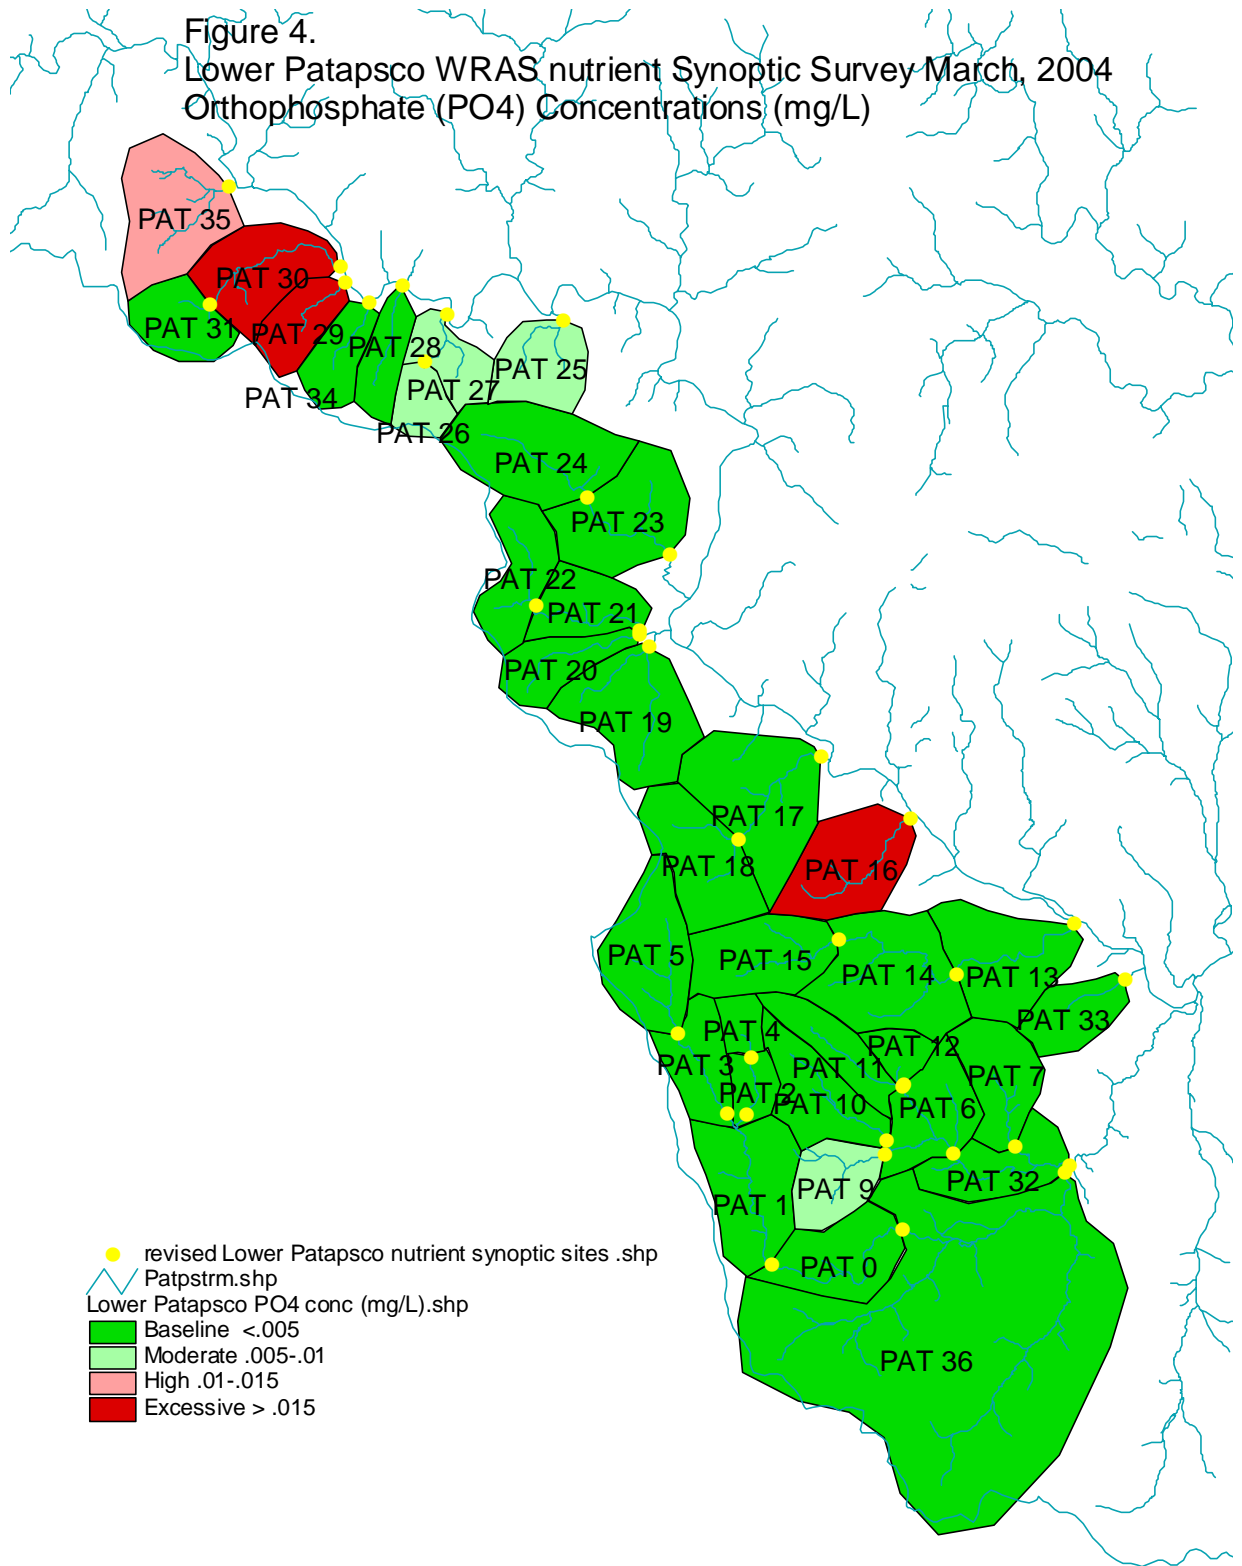 Figure 4.
Lower Patapsco WRAS nutrient Synoptic Survey March, 2004
Orthophosphate (PO4) Concentrations (mg/L)
PAT 35
PAT 30
PAT 31
PAT 29
PAT 28
PAT 25
PAT 27
PAT 34
PAT 26
PAT 24
PAT 23
PAT 22
PAT 21
PAT 20
PAT 19
PAT 17
PAT 18
PAT 16
PAT 5
PAT 15
PAT 14
PAT 13
PAT 33
PAT 4
PAT 12
PAT 3
PAT 11
PAT 7
PAT 2
PAT 10
PAT 6
PAT 32
PAT 9
PAT 1
PAT 0
PAT 36
revised Lower Patapsco nutrient synoptic sites .shp
Patpstrm.shp
Lower Patapsco PO4 conc (mg/L).shp
Baseline <.005
Moderate .005-.01
High .01-.015
Excessive > .015